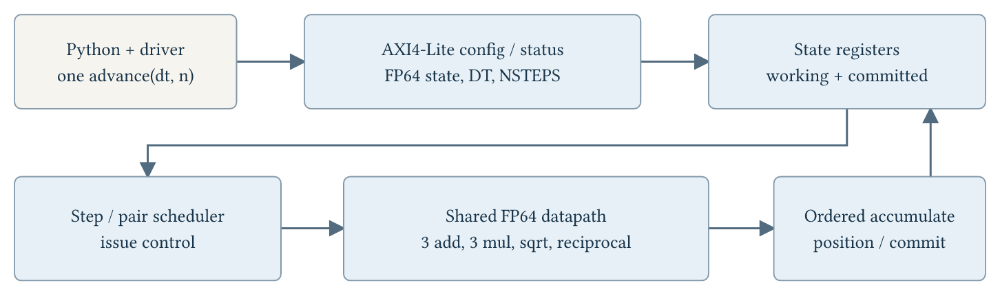 Python + driver
one advance(dt, n)
AXI4-Lite config / status
FP64 state, DT, NSTEPS
State registers
working + committed
Step / pair scheduler
issue control
Shared FP64 datapath
3 add, 3 mul, sqrt, reciprocal
Ordered accumulate
position / commit